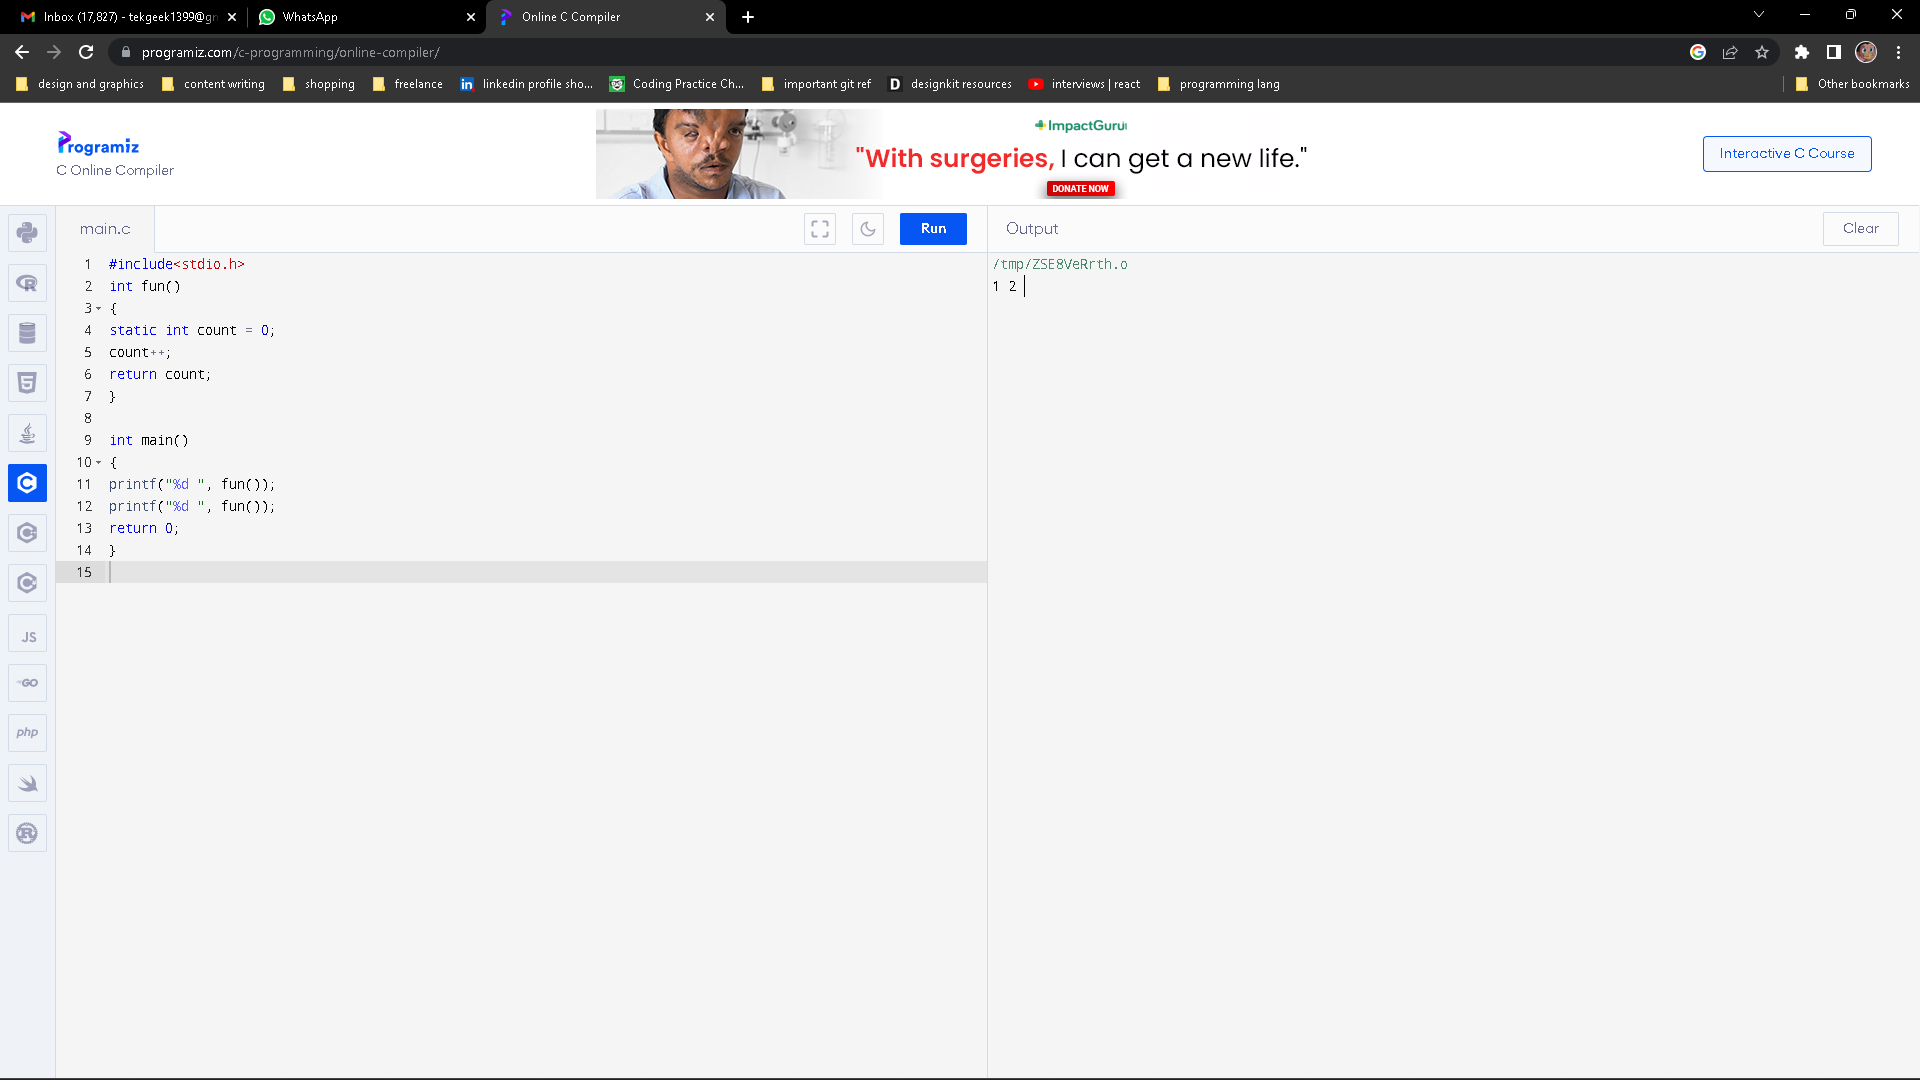 Inbox (17,827) - tekgeek1399@gn
WhatsApp
Online C Compiler
programiz.com/c-programming/online-compiler/
design and graphics
content writing
shopping
freelance
linkedin profile sho...
Coding Practice Ch...
important git ref
designkit resources
interviews | react
programming lang
Other bookmarks
Programiz
C Online Compiler
ImpactGuru
"With surgeries, I can get a new life."
DONATE NOW
Interactive C Course
main.c
Run
Output
Clear
1 #include<stdio.h>
2 int fun()
3 {
4 static int count = 0;
5 count++;
6 return count;
7 }
8
9 int main()
10 {
11 printf("%d ", fun());
12 printf("%d ", fun());
13 return 0;
14 }
15
/tmp/ZSE8VeRrth.o
1 2
JS
GO
php